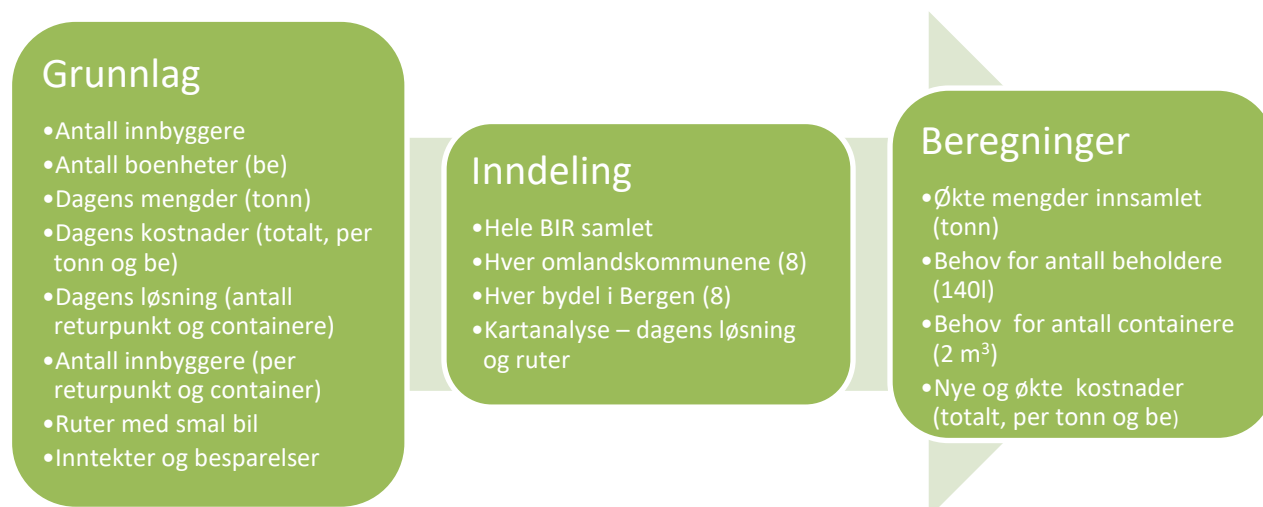 Grunnlag
•Antall innbyggere
•Antall boenheter (be)
•Dagens mengder (tonn)
•Dagens kostnader (totalt, per
tonn og be)
•Dagens løsning (antall
returpunkt og containere)
•Antall innbyggere (per
returpunkt og container)
•Ruter med smal bil
•Inntekter og besparelser
Inndeling
•Hele BIR samlet
•Hver omlandskommunene (8)
•Hver bydel i Bergen (8)
•Kartanalyse – dagens løsning
og ruter
Beregninger
•Økte mengder innsamlet
(tonn)
•Behov for antall beholdere
(140l)
•Behov for antall containere
(2 m³)
•Nye og økte kostnader
(totalt, per tonn og be)